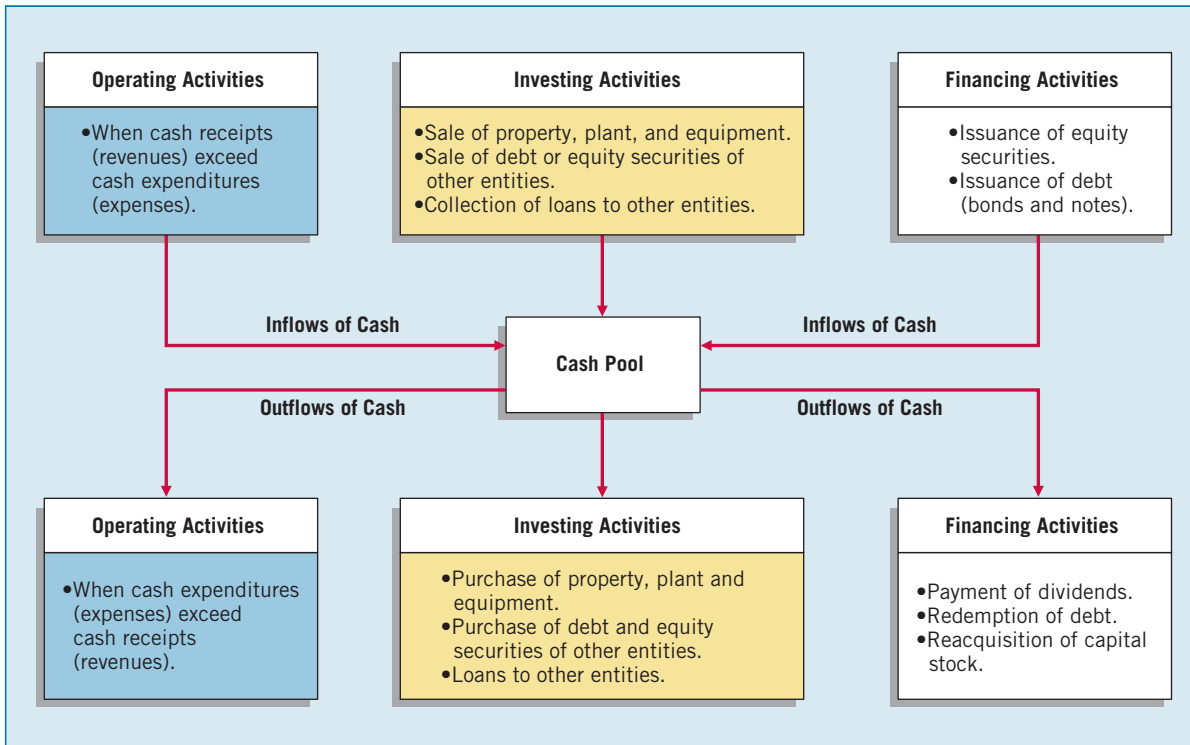 Operating Activities
•When cash receipts
(revenues) exceed
cash expenditures
(expenses).
Investing Activities
•Sale of property, plant, and equipment.
•Sale of debt or equity securities of
other entities.
•Collection of loans to other entities.
Financing Activities
•Issuance of equity
securities.
•Issuance of debt
(bonds and notes).
Inflows of Cash
Inflows of Cash
Cash Pool
Outflows of Cash
Outflows of Cash
Operating Activities
•When cash expenditures
(expenses) exceed
cash receipts
(revenues).
Investing Activities
•Purchase of property, plant and
equipment.
•Purchase of debt and equity
securities of other entities.
•Loans to other entities.
Financing Activities
•Payment of dividends.
•Redemption of debt.
•Reacquisition of capital
stock.